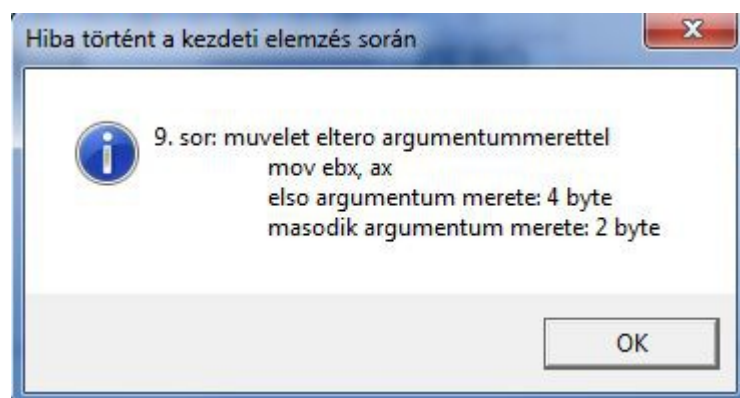 Hiba történt a kezdeti elemzés során
9. sor: muvelet eltero argumentummerettel
mov ebx, ax
elso argumentum merete: 4 byte
masodik argumentum merete: 2 byte
OK